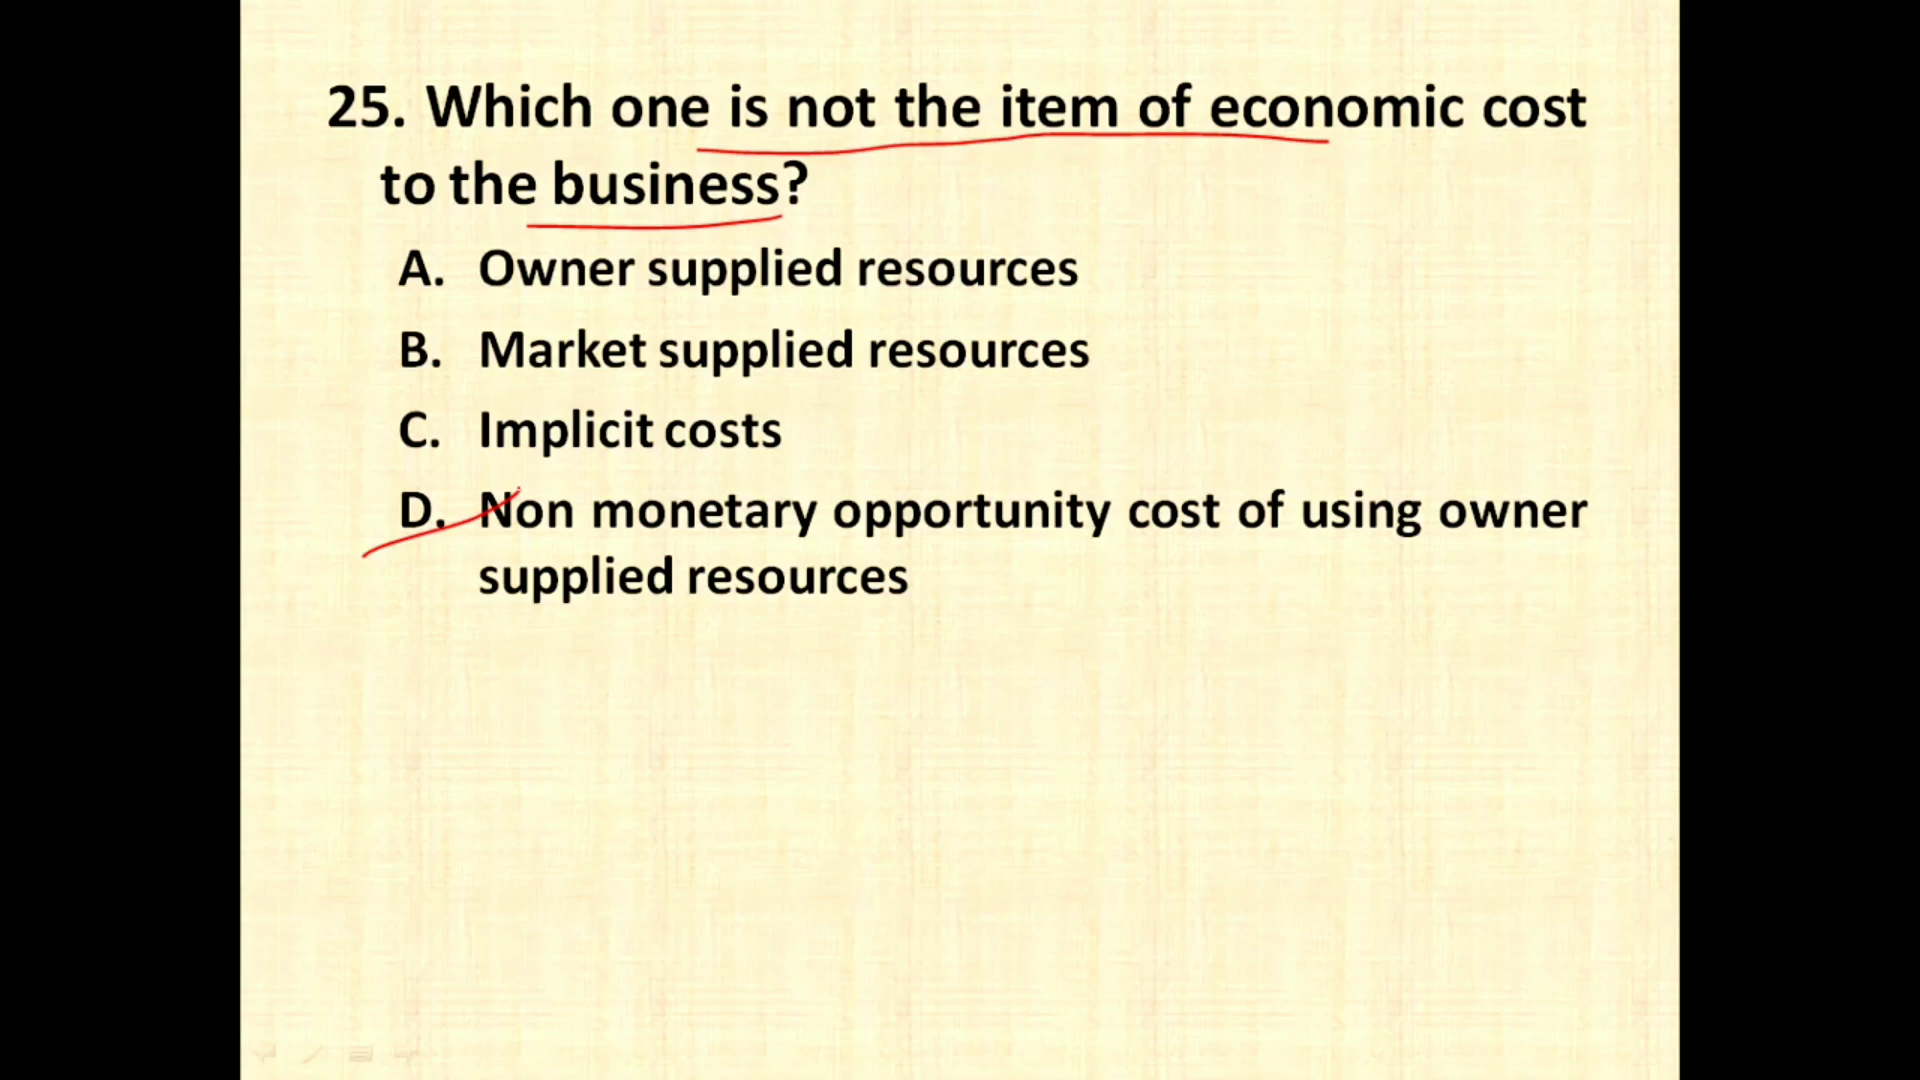 25. Which one is not the item of economic cost
to the business?
A. Owner supplied resources
B. Market supplied resources
C. Implicit costs
D. Non monetary opportunity cost of using owner
supplied resources